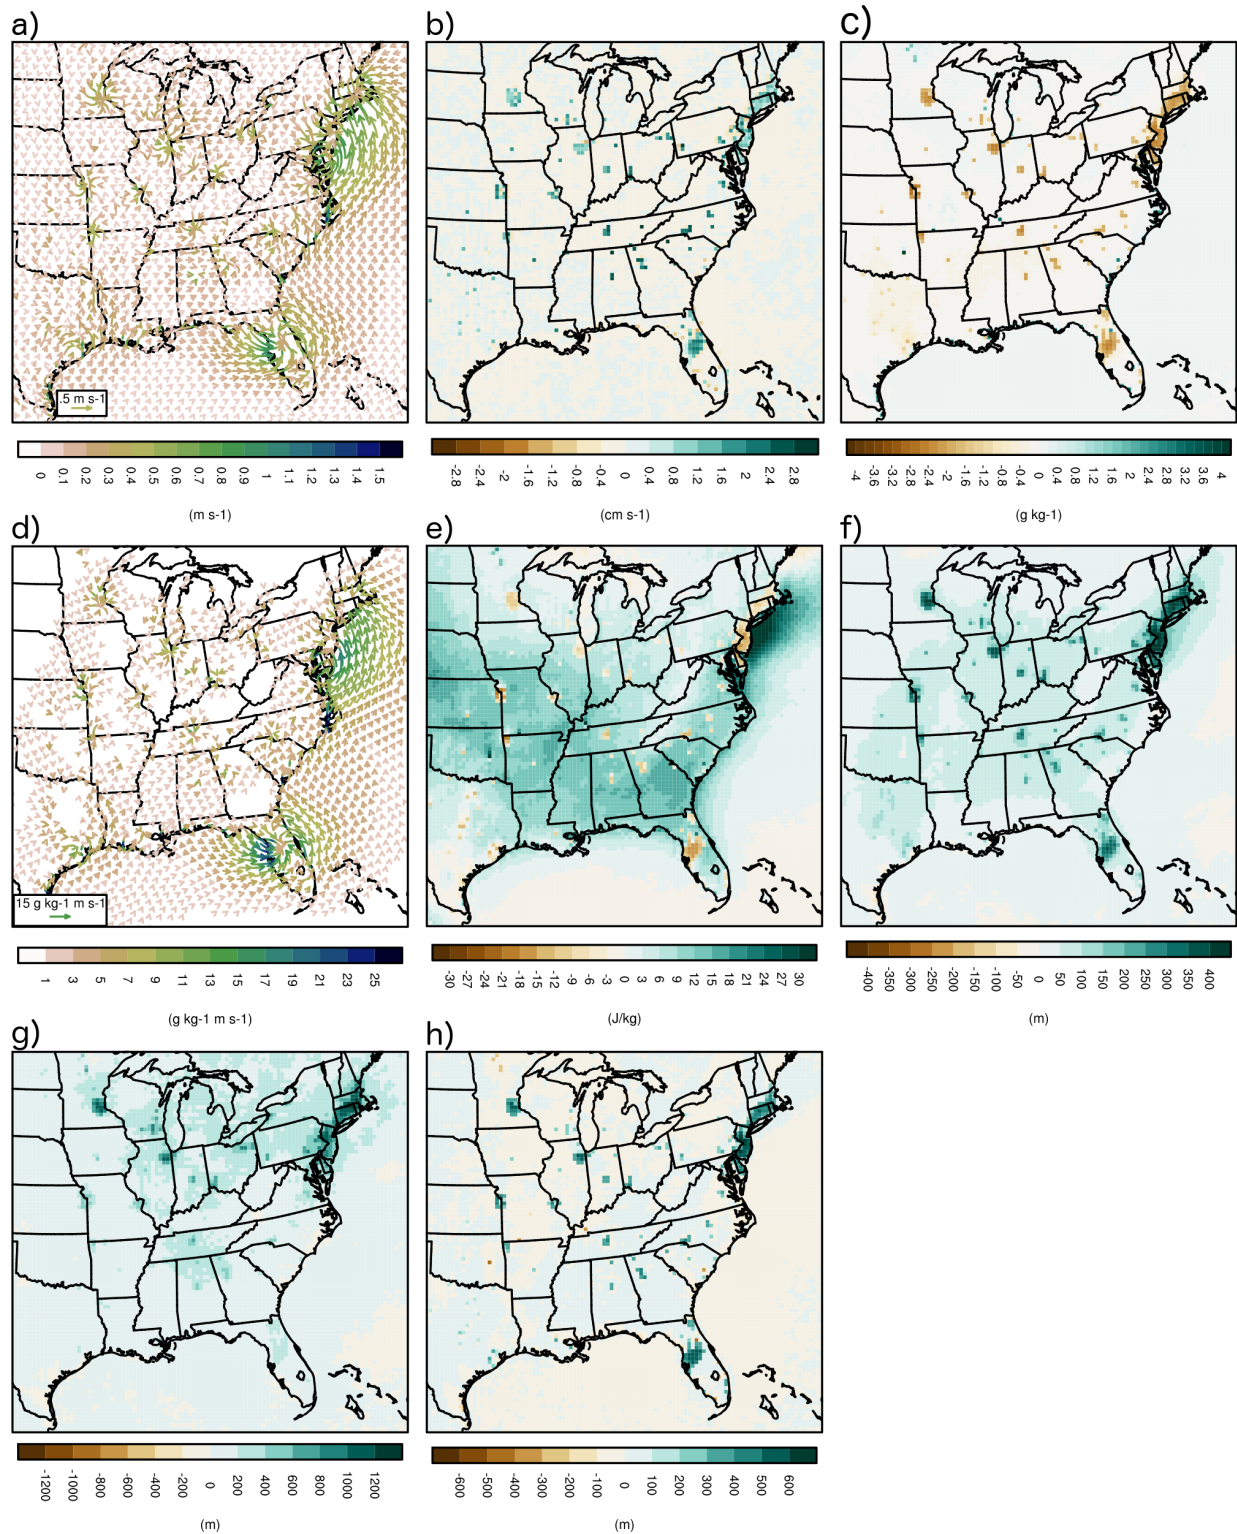 a)
b)
c)
.5 m s-1
0 0.1 0.2 0.3 0.4 0.5 0.6 0.7 0.8 0.9 1 1.1 1.2 1.3 1.4 1.5
(m s-1)
-2.8 -2.4 -2 -1.6 -1.2 -0.8 -0.4 0 0.4 0.8 1.2 1.6 2 2.4 2.8
(cm s-1)
-4 -3.6 -3.2 -2.8 -2.4 -2 -1.6 -1.2 -0.8 -0.4 0 0.4 0.8 1.2 1.6 2 2.4 2.8 3.2 3.6 4
(g kg-1)
d)
e)
f)
15 g kg-1 m s-1
1 3 5 7 9 11 13 15 17 19 21 23 25
(g kg-1 m s-1)
-30 -27 -24 -21 -18 -15 -12 -9 -6 -3 0 3 6 9 12 15 18 21 24 27 30
(J/kg)
-400 -350 -300 -250 -200 -150 -100 -50 0 50 100 150 200 250 300 350 400
(m)
g)
h)
-1200 -1000 -800 -600 -400 -200 0 200 400 600 800 1000 1200
(m)
-600 -500 -400 -300 -200 -100 0 100 200 300 400 500 600
(m)